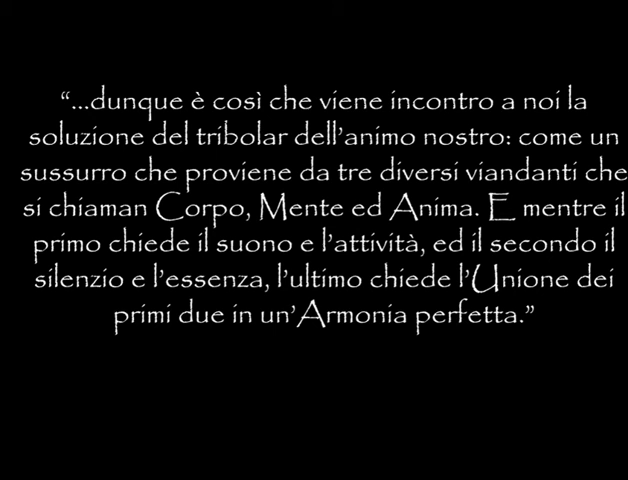 “...dunque è così che viene incontro a noi la
soluzione del tribolar dell’animo nostro: come un
sussurro che proviene da tre diversi viandanti che
si chiaman Corpo, Mente ed Anima. E mentre il
primo chiede il suono e l’attività, ed il secondo il
silenzio e l’essenza, l’ultimo chiede l’Unione dei
primi due in un’Armonia perfetta.”